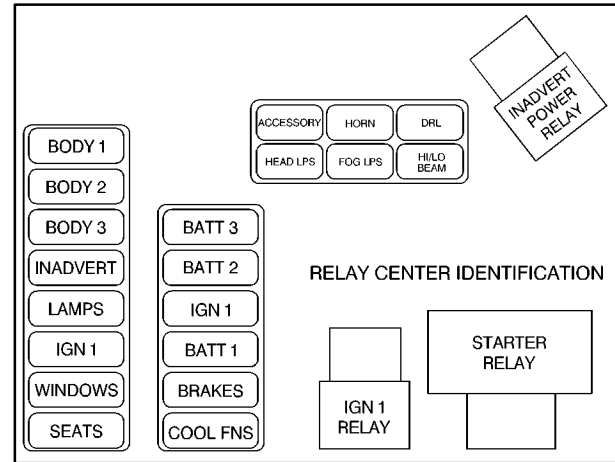 INADVERT
POWER
RELAY
ACCESSORY
HORN
DRL
HEAD LPS
FOG LPS
HI/LO
BEAM
BODY 1
BODY 2
BODY 3
INADVERT
LAMPS
IGN 1
WINDOWS
SEATS
BATT 3
BATT 2
IGN 1
BATT 1
BRAKES
COOL FNS
RELAY CENTER IDENTIFICATION
IGN 1
RELAY
STARTER
RELAY